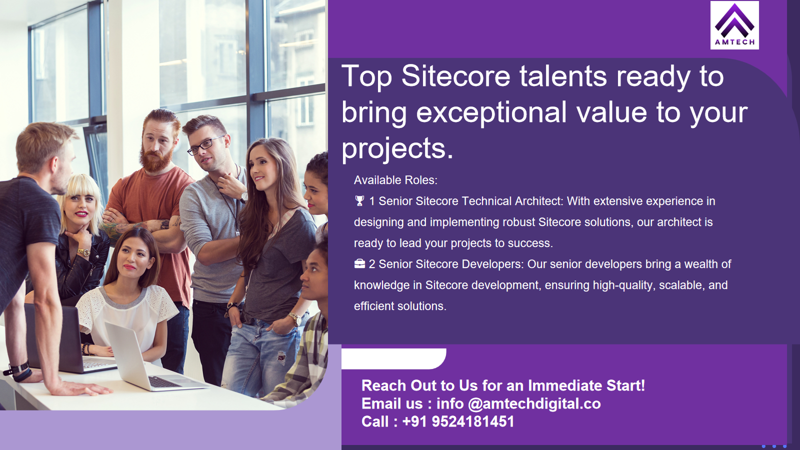 AMTECH
Top Sitecore talents ready to
bring exceptional value to your
projects.
Available Roles:
🏆 1 Senior Sitecore Technical Architect: With extensive experience in
designing and implementing robust Sitecore solutions, our architect is
ready to lead your projects to success.
💼 2 Senior Sitecore Developers: Our senior developers bring a wealth of
knowledge in Sitecore development, ensuring high-quality, scalable, and
efficient solutions.
Reach Out to Us for an Immediate Start!
Email us : info @amtechdigital.co
Call : +91 9524181451